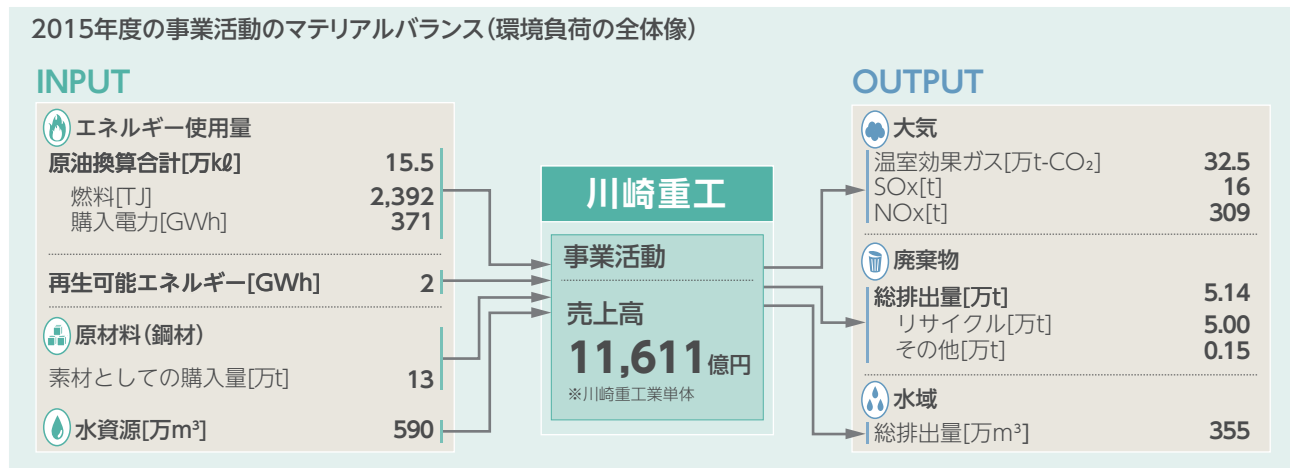 2015年度の事業活動のマテリアルバランス(環境負荷の全体像)
INPUT
エネルギー使用量
原油換算合計[万kℓ] 15.5
燃料[TJ] 2,392
購入電力[GWh] 371
再生可能エネルギー[GWh] 2
原材料(鋼材)
素材としての購入量[万t] 13
水資源[万m³] 590
川崎重工
事業活動
売上高
11,611億円
※川崎重工業単体
OUTPUT
大気
温室効果ガス[万t-CO₂] 32.5
SOx[t] 16
NOx[t] 309
廃棄物
総排出量[万t] 5.14
リサイクル[万t] 5.00
その他[万t] 0.15
水域
総排出量[万m³] 355